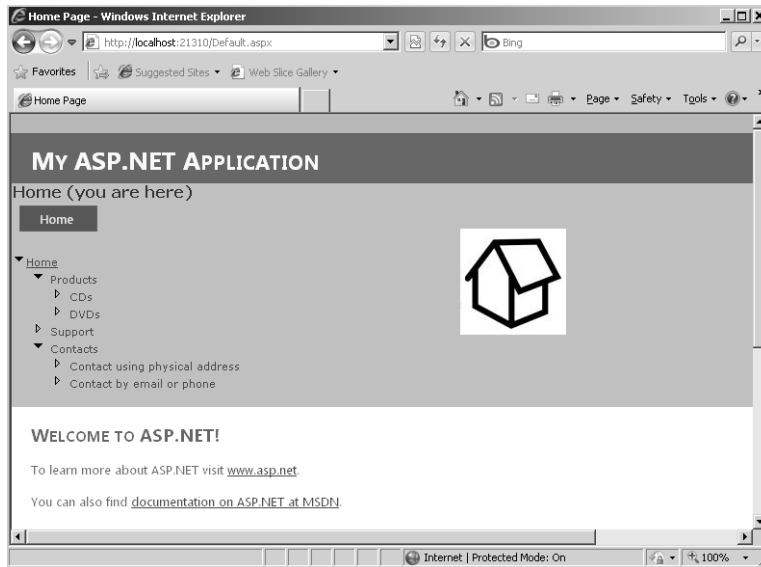 Home Page - Windows Internet Explorer
http://localhost:21310/Default.aspx
Bing
Favorites
Suggested Sites
Web Slice Gallery
Home Page
Page
Safety
Tools
MY ASP.NET APPLICATION
Home (you are here)
Home
Home
Products
CDs
DVDs
Support
Contacts
Contact using physical address
Contact by email or phone
WELCOME TO ASP.NET!
To learn more about ASP.NET visit www.asp.net.
You can also find documentation on ASP.NET at MSDN.
Internet | Protected Mode: On
100%